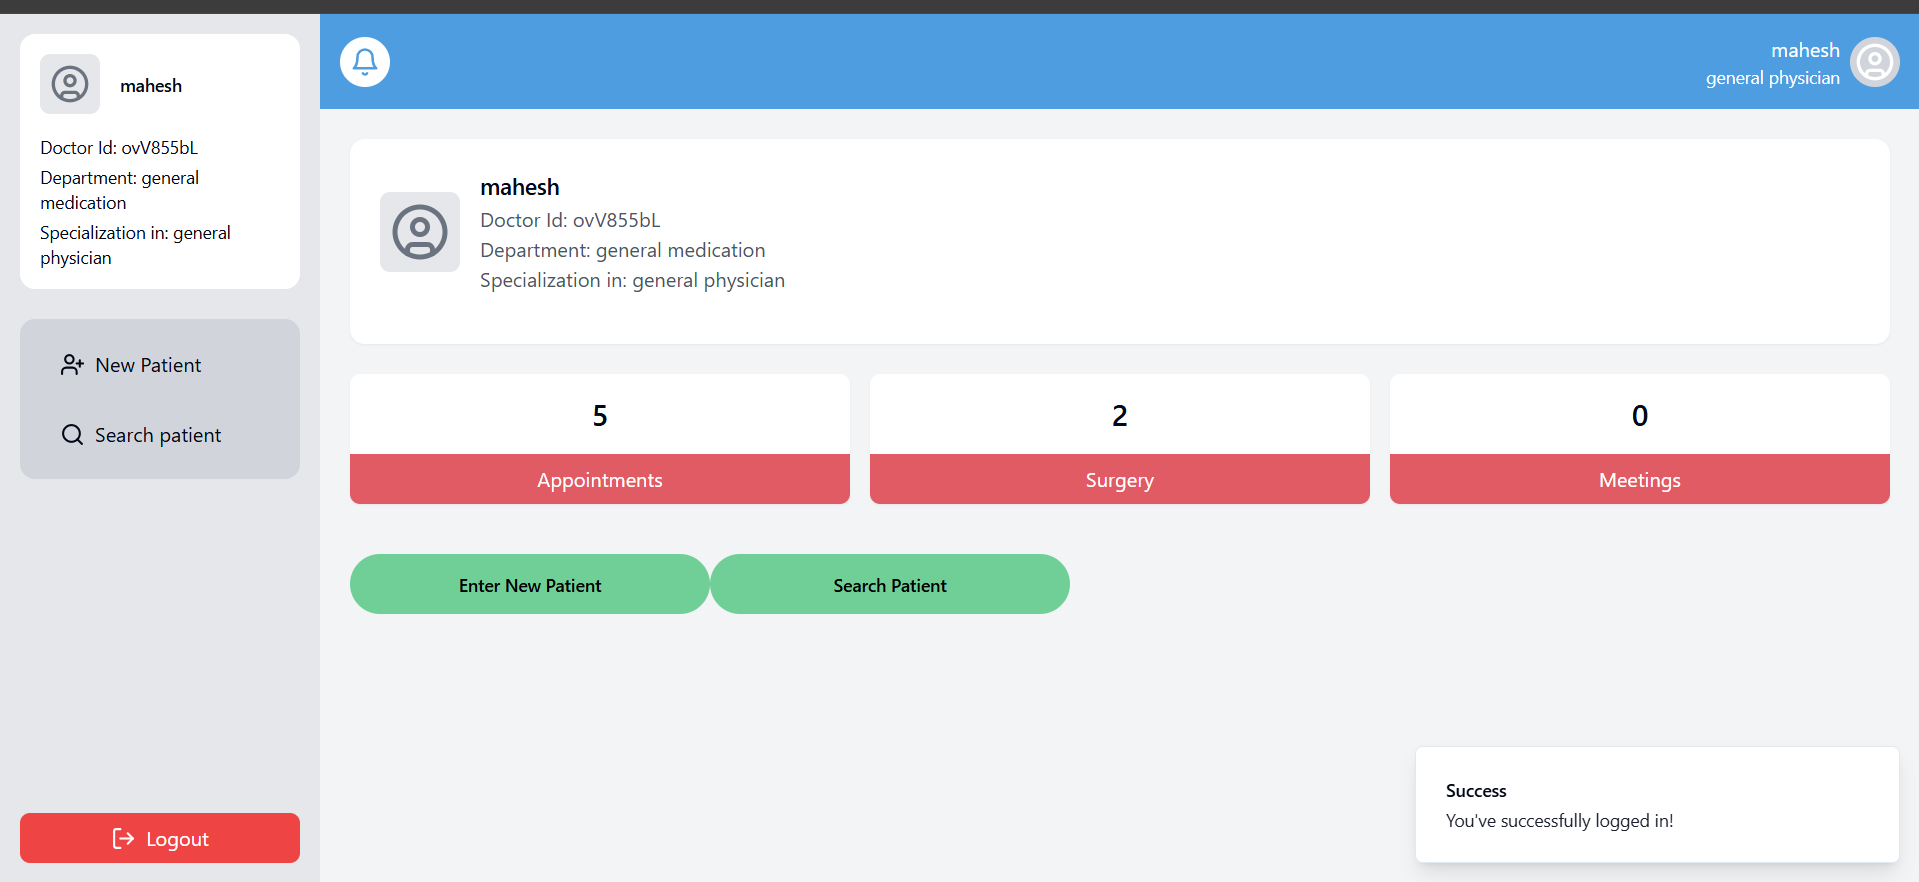 mahesh
Doctor Id: ovV855bL
Department: general
medication
Specialization in: general
physician
New Patient
Search patient
Logout
mahesh
general physician
mahesh
Doctor Id: ovV855bL
Department: general medication
Specialization in: general physician
5
Appointments
2
Surgery
0
Meetings
Enter New Patient
Search Patient
Success
You've successfully logged in!